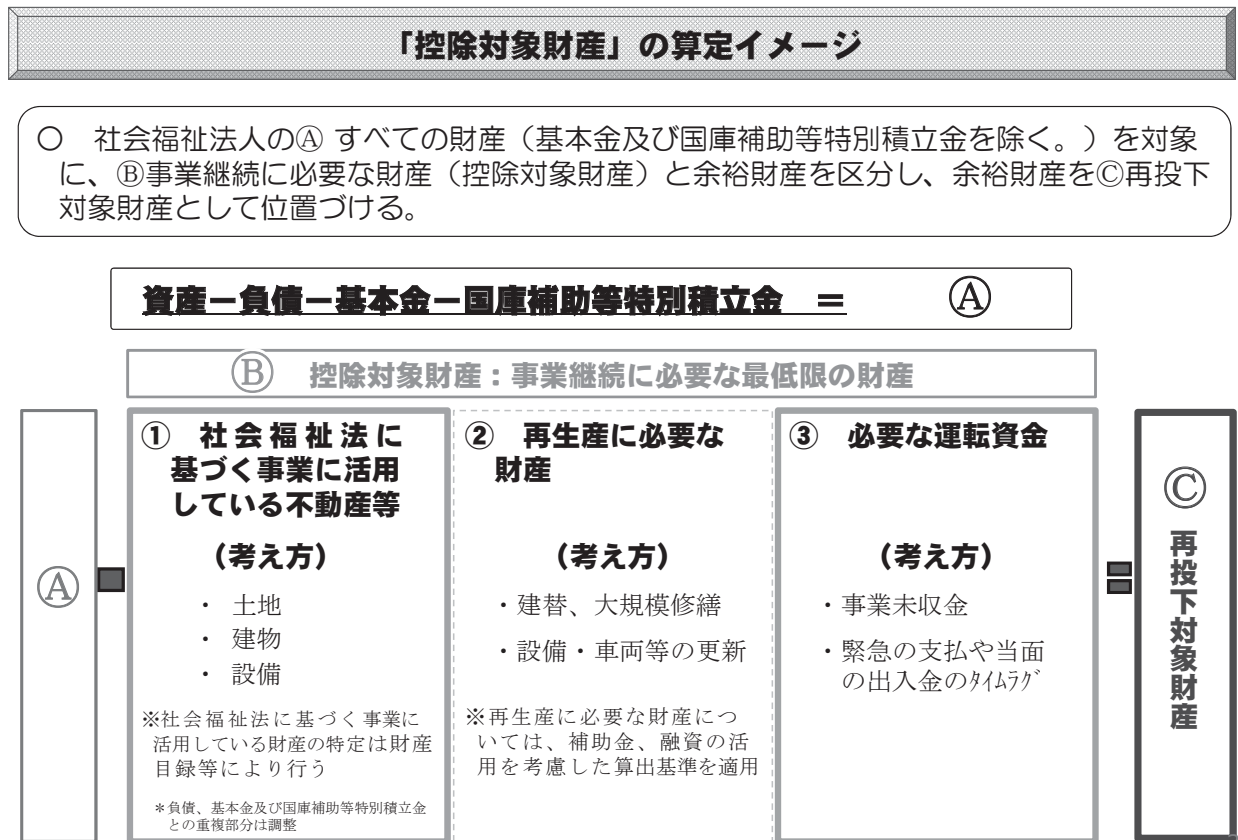 「控除対象財産」の算定イメージ
○　社会福祉法人のⒶ すべての財産（基本金及び国庫補助等特別積立金を除く。）を対象
に、Ⓑ事業継続に必要な財産（控除対象財産）と余裕財産を区分し、余裕財産をⒸ再投下
対象財産として位置づける。
資産－負債－基本金－国庫補助等特別積立金　＝　Ⓐ
Ⓑ　控除対象財産：事業継続に必要な最低限の財産
Ⓐ
①　社会福祉法に
基づく事業に活用
している不動産等
（考え方）
・ 土地
・ 建物
・ 設備
※社会福祉法に基づく事業に
活用している財産の特定は財産
目録等により行う
＊負債、基本金及び国庫補助等特別積立金
との重複部分は調整
②　再生産に必要な
財産
（考え方）
・建替、大規模修繕
・設備・車両等の更新
※再生産に必要な財産につ
いては、補助金、融資の活
用を考慮した算出基準を適用
③　必要な運転資金
（考え方）
・事業未収金
・緊急の支払や当面
の出入金のﾀｲﾑﾗｸﾞ
Ⓒ 再投下対象財産